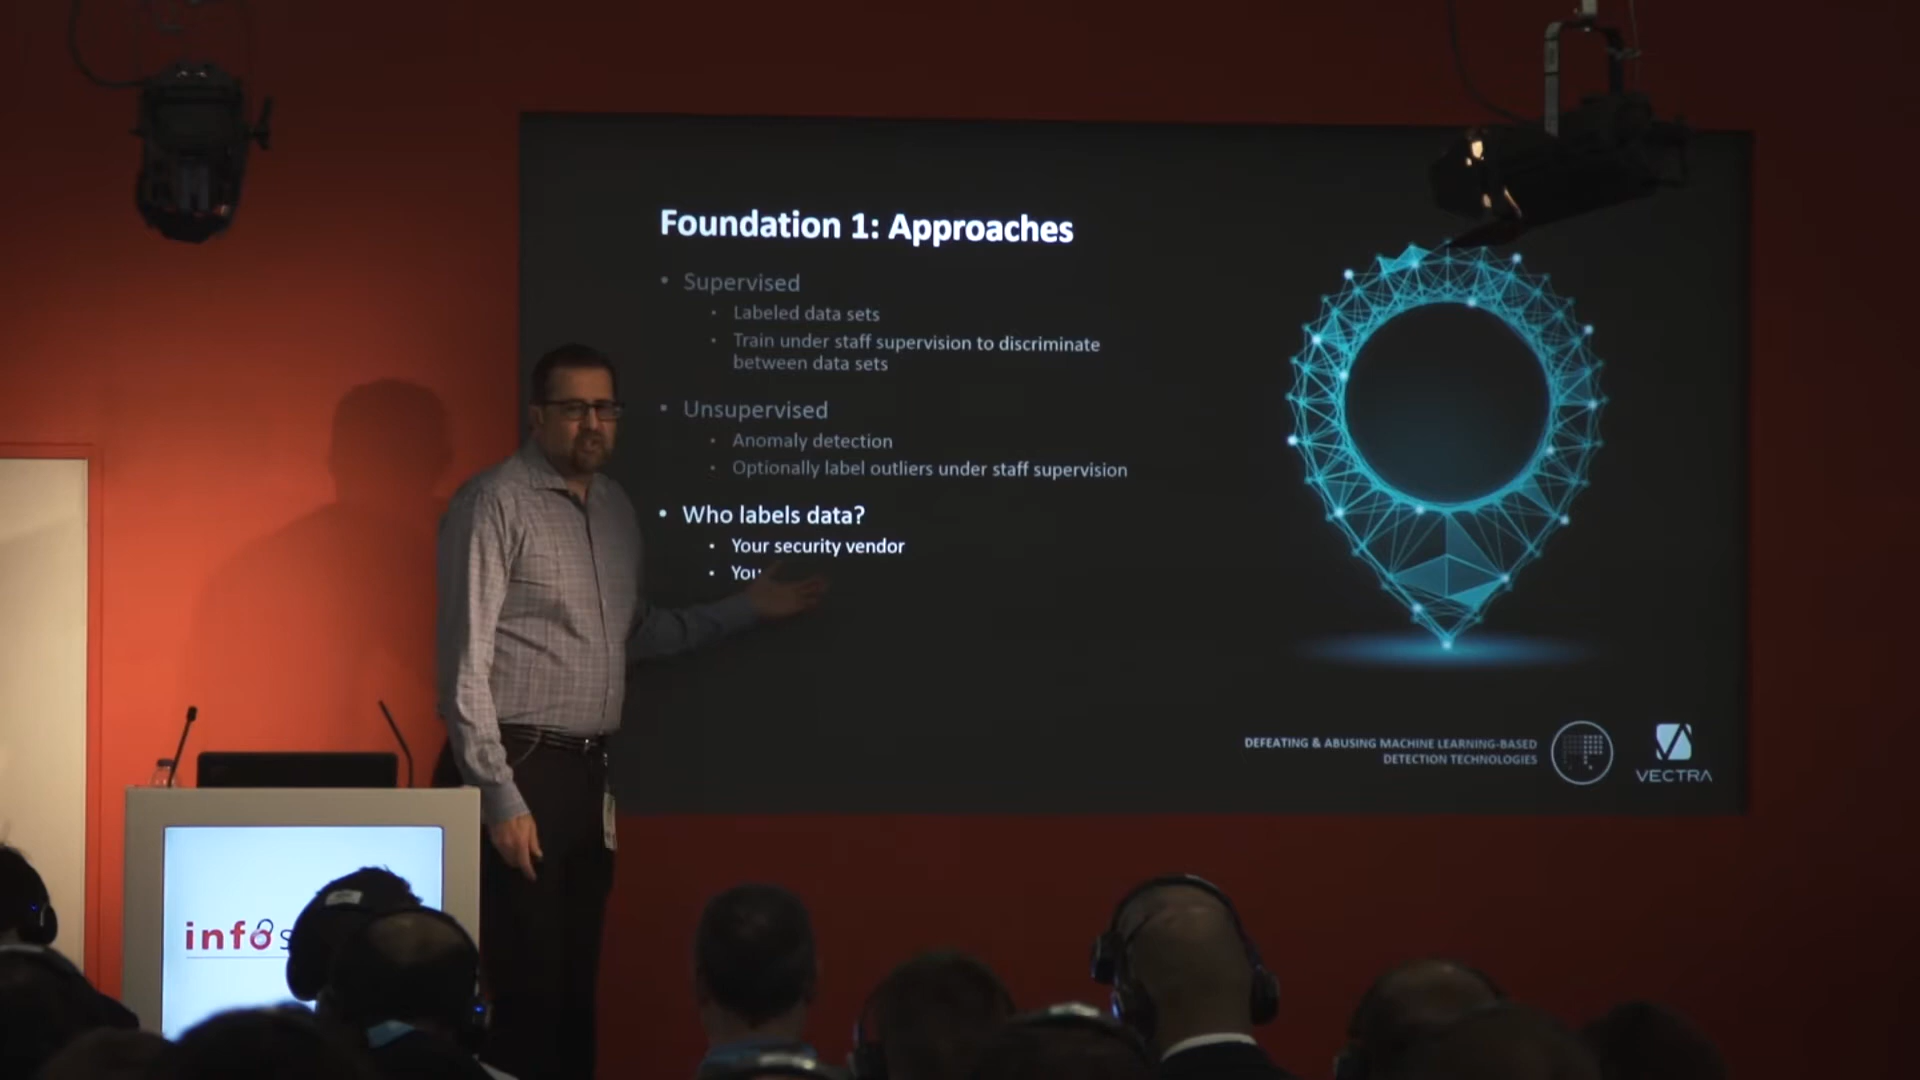 Foundation 1: Approaches
• Supervised
• Labeled data sets
• Train under staff supervision to discriminate
between data sets
• Unsupervised
• Anomaly detection
• Optionally label outliers under staff supervision
• Who labels data?
• Your security vendor
• You
DEFEATING & ABUSING MACHINE LEARNING-BASED
DETECTION TECHNOLOGIES
VECTRA
infos